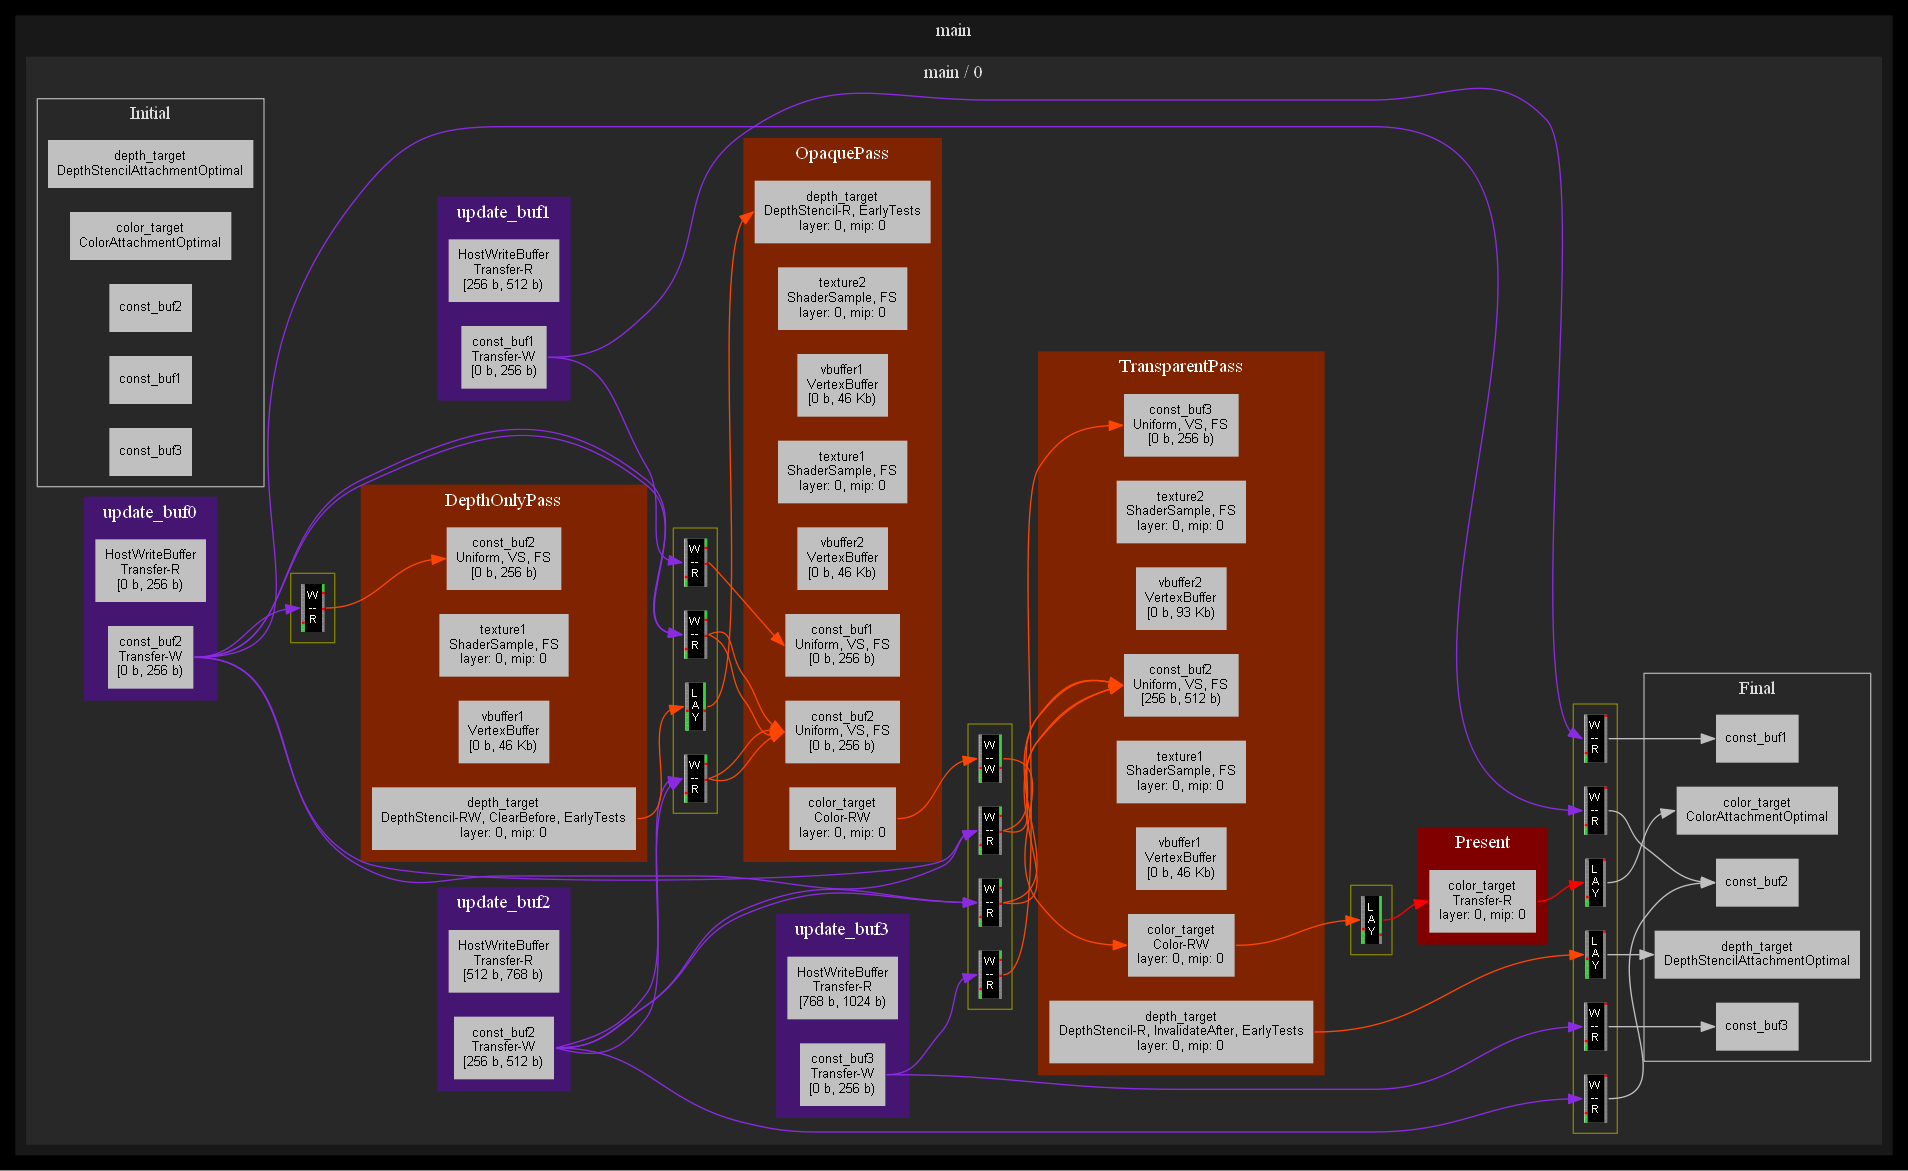 main
main / 0
Initial
depth_target
DepthStencilAttachmentOptimal
color_target
ColorAttachmentOptimal
const_buf2
const_buf1
const_buf3
update_buf0
HostWriteBuffer
Transfer-R
[0 b, 256 b)
const_buf2
Transfer-W
[0 b, 256 b)
W
--
R
update_buf1
HostWriteBuffer
Transfer-R
[256 b, 512 b)
const_buf1
Transfer-W
[0 b, 256 b)
DepthOnlyPass
const_buf2
Uniform, VS, FS
[0 b, 256 b)
texture1
ShaderSample, FS
layer: 0, mip: 0
vbuffer1
VertexBuffer
[0 b, 46 Kb)
depth_target
DepthStencil-RW, ClearBefore, EarlyTests
layer: 0, mip: 0
update_buf2
HostWriteBuffer
Transfer-R
[512 b, 768 b)
const_buf2
Transfer-W
[256 b, 512 b)
W
--
R
W
--
R
L
A
Y
W
--
R
OpaquePass
depth_target
DepthStencil-R, EarlyTests
layer: 0, mip: 0
texture2
ShaderSample, FS
layer: 0, mip: 0
vbuffer1
VertexBuffer
[0 b, 46 Kb)
texture1
ShaderSample, FS
layer: 0, mip: 0
vbuffer2
VertexBuffer
[0 b, 46 Kb)
const_buf1
Uniform, VS, FS
[0 b, 256 b)
const_buf2
Uniform, VS, FS
[0 b, 256 b)
color_target
Color-RW
layer: 0, mip: 0
update_buf3
HostWriteBuffer
Transfer-R
[768 b, 1024 b)
const_buf3
Transfer-W
[0 b, 256 b)
W
--
W
W
--
R
W
--
R
W
--
R
TransparentPass
const_buf3
Uniform, VS, FS
[0 b, 256 b)
texture2
ShaderSample, FS
layer: 0, mip: 0
vbuffer2
VertexBuffer
[0 b, 93 Kb)
const_buf2
Uniform, VS, FS
[256 b, 512 b)
texture1
ShaderSample, FS
layer: 0, mip: 0
vbuffer1
VertexBuffer
[0 b, 46 Kb)
color_target
Color-RW
layer: 0, mip: 0
depth_target
DepthStencil-R, InvalidateAfter, EarlyTests
layer: 0, mip: 0
L
A
Y
Present
color_target
Transfer-R
layer: 0, mip: 0
W
--
R
W
--
R
L
A
Y
L
A
Y
W
--
R
W
--
R
Final
const_buf1
color_target
ColorAttachmentOptimal
const_buf2
depth_target
DepthStencilAttachmentOptimal
const_buf3